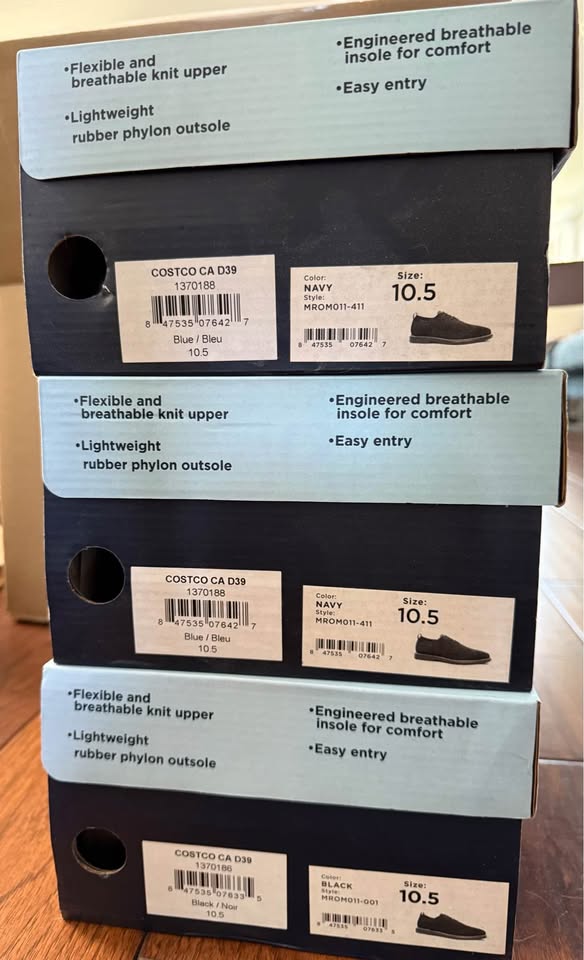 •Flexible and
breathable knit upper
•Lightweight
rubber phylon outsole
•Engineered breathable
insole for comfort
•Easy entry
COSTCO CA D39
1370188
8 47535 07642 7
Blue / Bleu
10.5
Color:
NAVY
Style:
MROM011-411
Size:
10.5
8 47535 07642 7
•Flexible and
breathable knit upper
•Lightweight
rubber phylon outsole
•Engineered breathable
insole for comfort
•Easy entry
COSTCO CA D39
1370188
8 47535 07642 7
Blue / Bleu
10.5
Color:
NAVY
Style:
MROM011-411
Size:
10.5
8 47535 07642 7
•Flexible and
breathable knit upper
•Lightweight
rubber phylon outsole
•Engineered breathable
insole for comfort
•Easy entry
COSTCO CA D39
1370186
8 47535 07633 5
Black / Noir
10.5
Color:
BLACK
Style:
MROM011-001
Size:
10.5
8 47535 07633 5